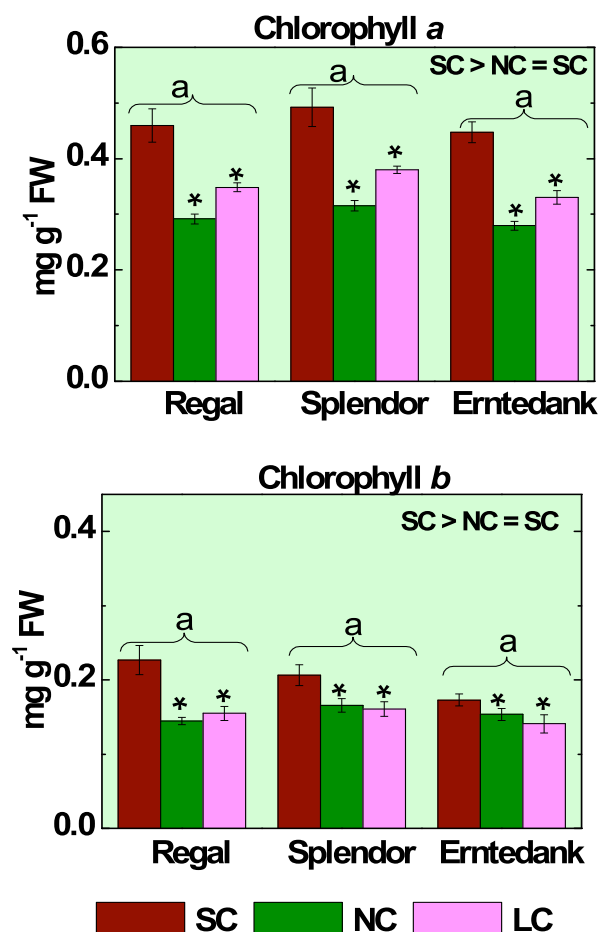 Chlorophyll a
SC > NC = SC
mg g-1 FW
0.6
0.4
0.2
0.0
a
a
a
*
*
*
*
*
*
Regal Splendor Erntedank
Chlorophyll b
SC > NC = SC
mg g-1 FW
0.4
0.2
0.0
a
a
a
*
*
*
*
*
*
Regal Splendor Erntedank
SC NC LC